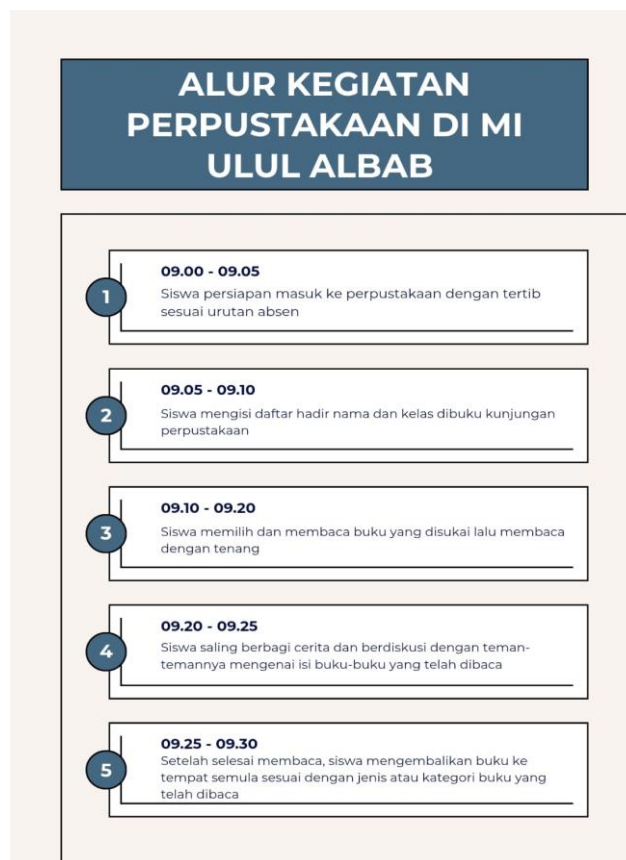 ALUR KEGIATAN
PERPUSTAKAAN DI MI
ULUL ALBAB
09.00 - 09.05
1
Siswa persiapan masuk ke perpustakaan dengan tertib
sesuai urutan absen
09.05 - 09.10
2
Siswa mengisi daftar hadir nama dan kelas dibuku kunjungan
perpustakaan
09.10 - 09.20
3
Siswa memilih dan membaca buku yang disukai lalu membaca
dengan tenang
09.20 - 09.25
4
Siswa saling berbagi cerita dan berdiskusi dengan teman-
temannya mengenai isi buku-buku yang telah dibaca
09.25 - 09.30
5
Setelah selesai membaca, siswa mengembalikan buku ke
tempat semula sesuai dengan jenis atau kategori buku yang
telah dibaca